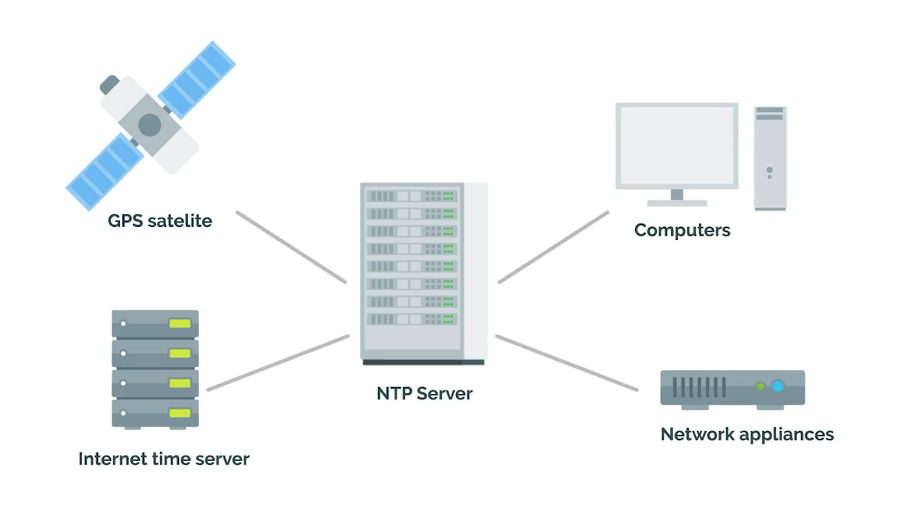 GPS satelite
Computers
NTP Server
Internet time server
Network appliances